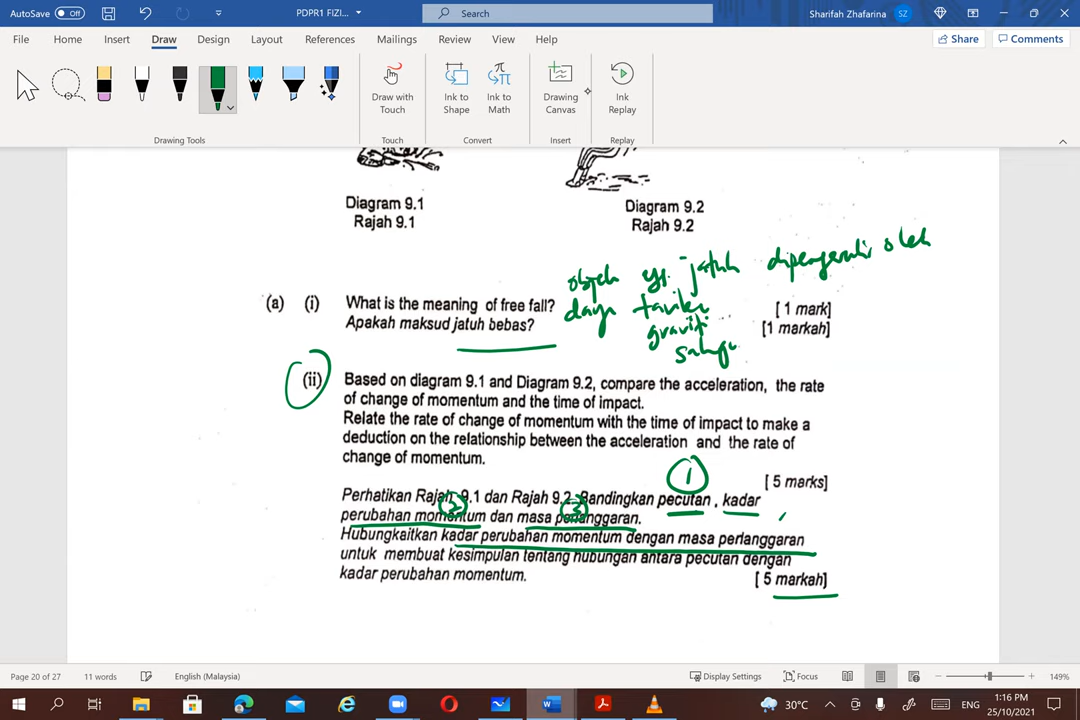 AutoSave Off PDPR1 FIZI... Search Sharifah Zhafarina SZ
File Home Insert Draw Design Layout References Mailings Review View Help Share Comments
Draw with Touch
Ink to Shape
Ink to Math
Drawing Canvas
Ink Replay
Drawing Tools Touch Convert Insert Replay
Diagram 9.1
Rajah 9.1
Diagram 9.2
Rajah 9.2
objek yg. jatuh dipengaruhi oleh
daya tarikan
graviti
sahaja
(a) (i) What is the meaning of free fall? [ 1 mark]
Apakah maksud jatuh bebas? [1 markah]
(ii) Based on diagram 9.1 and Diagram 9.2, compare the acceleration, the rate
of change of momentum and the time of impact.
Relate the rate of change of momentum with the time of impact to make a
deduction on the relationship between the acceleration and the rate of
change of momentum.
[ 5 marks]
1
Perhatikan Rajah 9.1 dan Rajah 9.2. Bandingkan pecutan , kadar
2 3
perubahan momentum dan masa perlanggaran.
Hubungkaitkan kadar perubahan momentum dengan masa perlanggaran
untuk membuat kesimpulan tentang hubungan antara pecutan dengan
kadar perubahan momentum. [ 5 markah]
Page 20 of 27 11 words English (Malaysia) Display Settings Focus 149%
30°C ENG 1:16 PM
25/10/2021